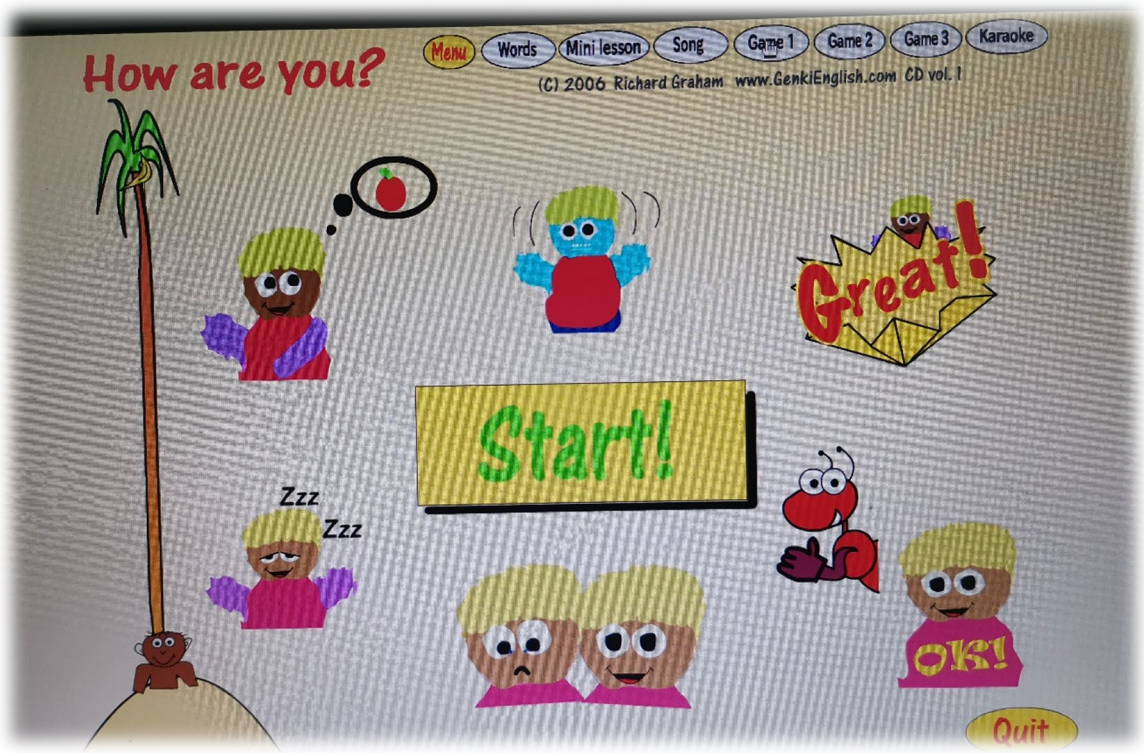 How are you?
Menu Words Mini lesson Song Game 1 Game 2 Game 3 Karaoke
(C) 2006 Richard Graham www.GenkiEnglish.com CD vol. 1
Great!
Start!
Zzz
Zzz
OK!
Quit